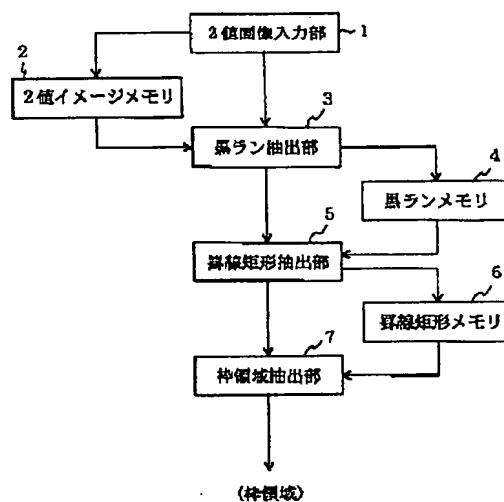 2値画像入力部
1
2
2値イメージメモリ
3
黒ラン抽出部
4
黒ランメモリ
5
罫線矩形抽出部
6
罫線矩形メモリ
7
枠領域抽出部
(枠領域)